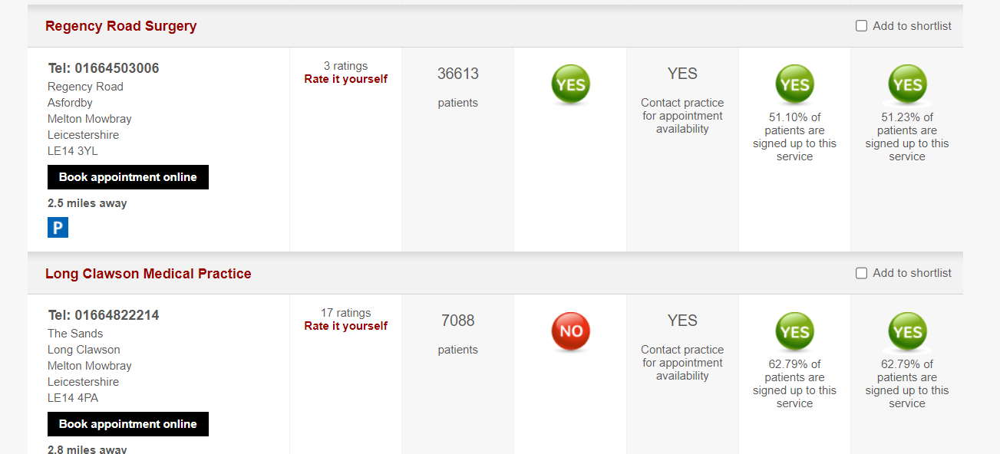 Regency Road Surgery
Add to shortlist
Tel: 01664503006
Regency Road
Asfordby
Melton Mowbray
Leicestershire
LE14 3YL
Book appointment online
2.5 miles away
P
3 ratings
Rate it yourself
36613
patients
YES
YES
Contact practice
for appointment
availability
YES
51.10% of
patients are
signed up to this
service
YES
51.23% of
patients are
signed up to this
service
Long Clawson Medical Practice
Add to shortlist
Tel: 01664822214
The Sands
Long Clawson
Melton Mowbray
Leicestershire
LE14 4PA
Book appointment online
2.8 miles away
17 ratings
Rate it yourself
7088
patients
NO
YES
Contact practice
for appointment
availability
YES
62.79% of
patients are
signed up to this
service
YES
62.79% of
patients are
signed up to this
service